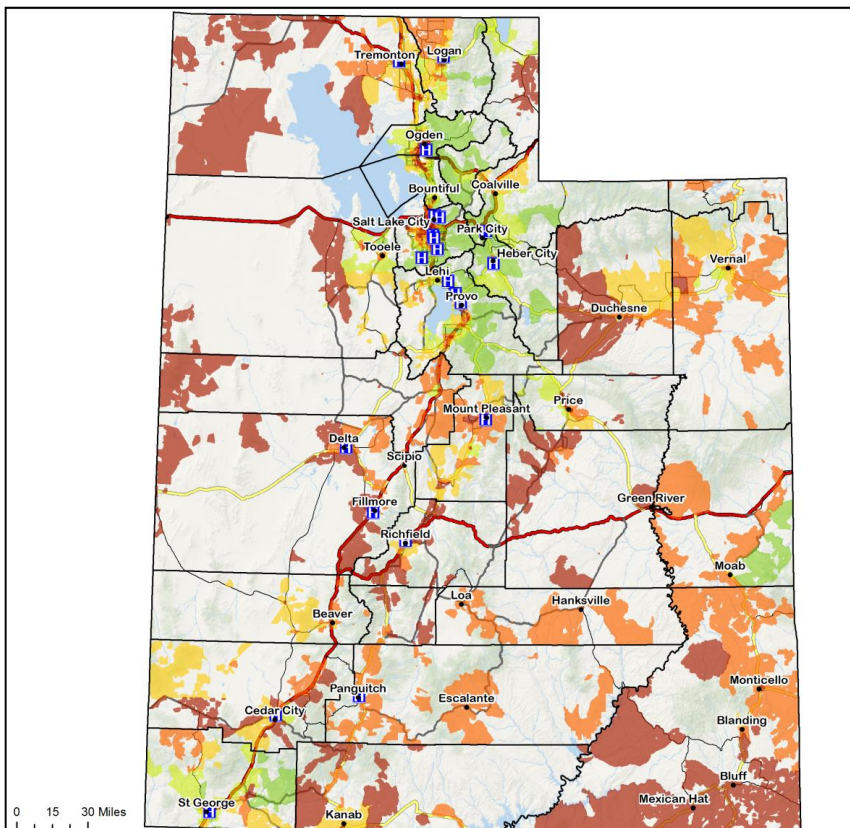 Logan
Tremonton
H
H
Ogden
H
Bountiful
Coalville
H
H
Salt Lake City
Park City
H
H
Tooele
H
Heber City
H
Lehi
H
H
Provo
Vernal
Duchesne
Mount Pleasant
H
Price
Delta
H
Scipio
Green River
Fillmore
H
Richfield
Moab
Loa
Hanksville
Beaver
Panguitch
Escalante
Monticello
Cedar City
Blanding
St George
H
Bluff
Mexican Hat
Kanab
0 15 30 Miles